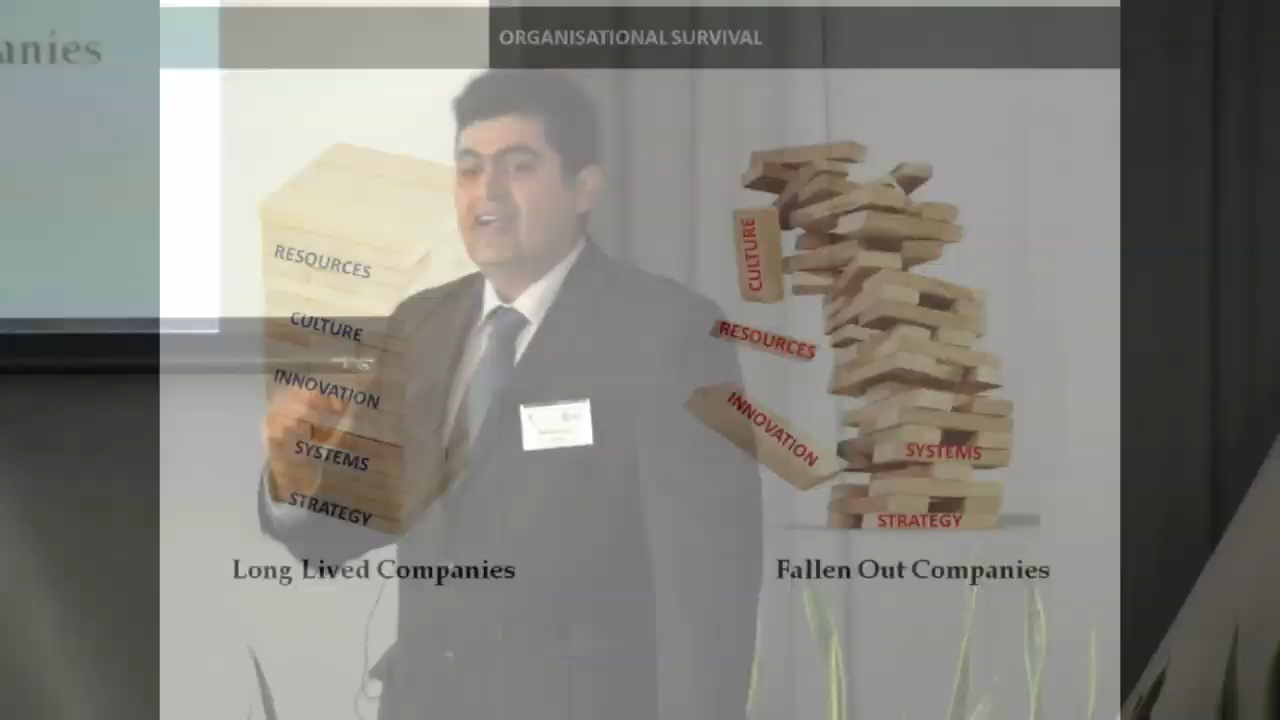 anies
ORGANISATIONAL SURVIVAL
RESOURCES
CULTURE
INNOVATION
SYSTEMS
STRATEGY
Long Lived Companies
CULTURE
RESOURCES
INNOVATION
SYSTEMS
STRATEGY
Fallen Out Companies